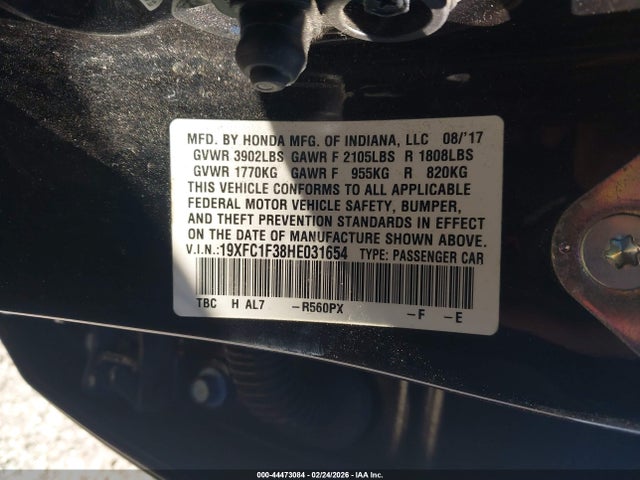 MFD. BY HONDA MFG. OF INDIANA, LLC 08/'17
GVWR 3902LBS GAWR F 2105LBS R 1808LBS
GVWR 1770KG GAWR F 955KG R 820KG
THIS VEHICLE CONFORMS TO ALL APPLICABLE
FEDERAL MOTOR VEHICLE SAFETY, BUMPER,
AND THEFT PREVENTION STANDARDS IN EFFECT
ON THE DATE OF MANUFACTURE SHOWN ABOVE.
V.I.N.:19XFC1F38HE031654 TYPE: PASSENGER CAR
TBC H AL7 -R560PX -F -E
000-44473084 - 02/24/2026 - IAA Inc.